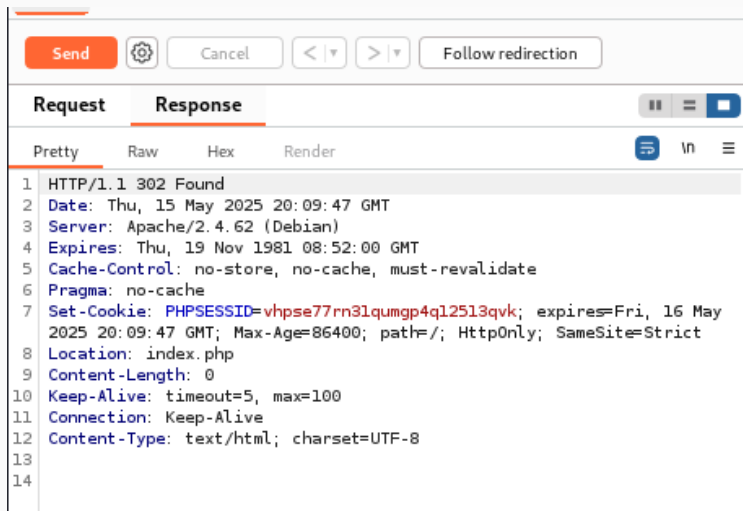 Send Cancel < > Follow redirection
Request Response
Pretty Raw Hex Render \n
1 HTTP/1.1 302 Found
2 Date: Thu, 15 May 2025 20:09:47 GMT
3 Server: Apache/2.4.62 (Debian)
4 Expires: Thu, 19 Nov 1981 08:52:00 GMT
5 Cache-Control: no-store, no-cache, must-revalidate
6 Pragma: no-cache
7 Set-Cookie: PHPSESSID=vhpse77rn31qumgp4ql2513qvk; expires=Fri, 16 May
2025 20:09:47 GMT; Max-Age=86400; path=/; HttpOnly; SameSite=Strict
8 Location: index.php
9 Content-Length: 0
10 Keep-Alive: timeout=5, max=100
11 Connection: Keep-Alive
12 Content-Type: text/html; charset=UTF-8
13
14